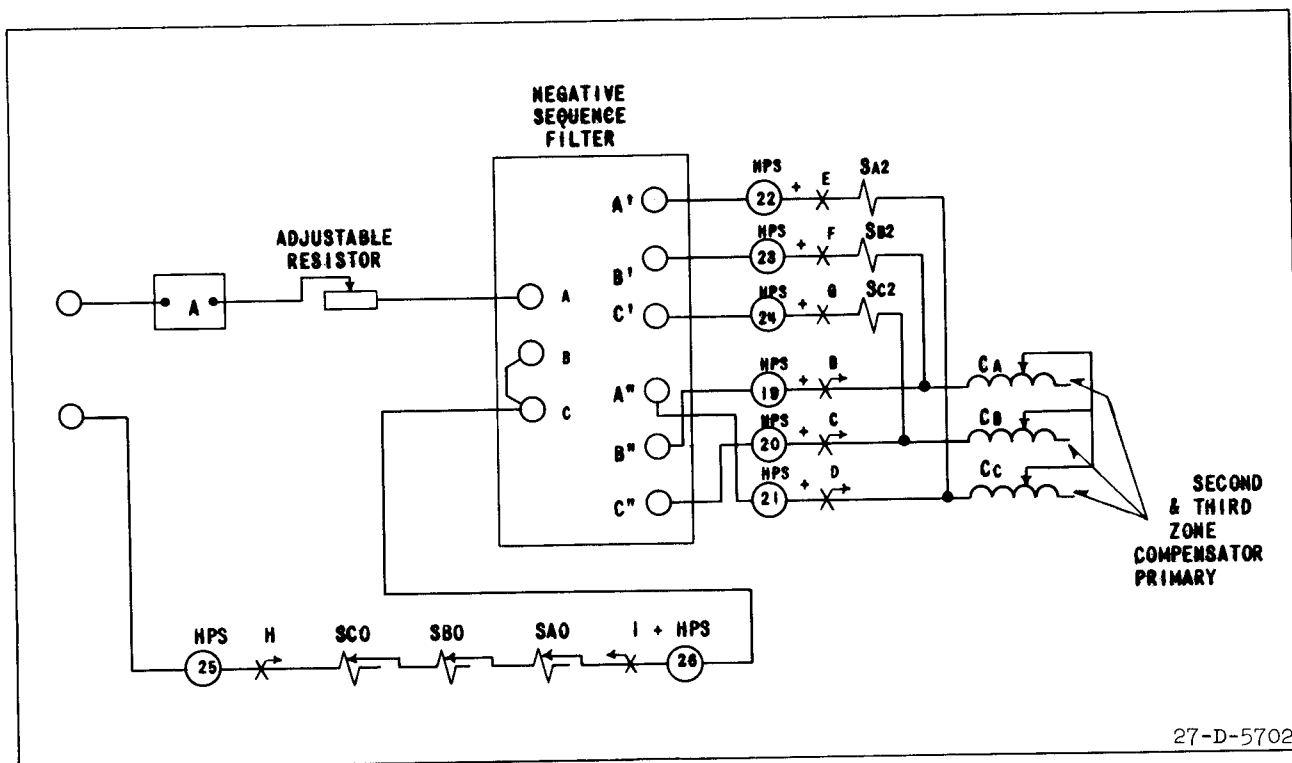 NEGATIVE
SEQUENCE
FILTER
ADJUSTABLE
RESISTOR
A
A
B
C
A'
B'
C'
A"
B"
C"
HPS
22
+
E
SA2
HPS
23
+
F
SB2
HPS
24
+
G
SC2
HPS
19
+
B
CA
HPS
20
+
C
CB
HPS
21
+
D
CC
SECOND
& THIRD
ZONE
COMPENSATOR
PRIMARY
HPS
25
H
SCO
SBO
SAO
I + HPS
26
27-D-5702